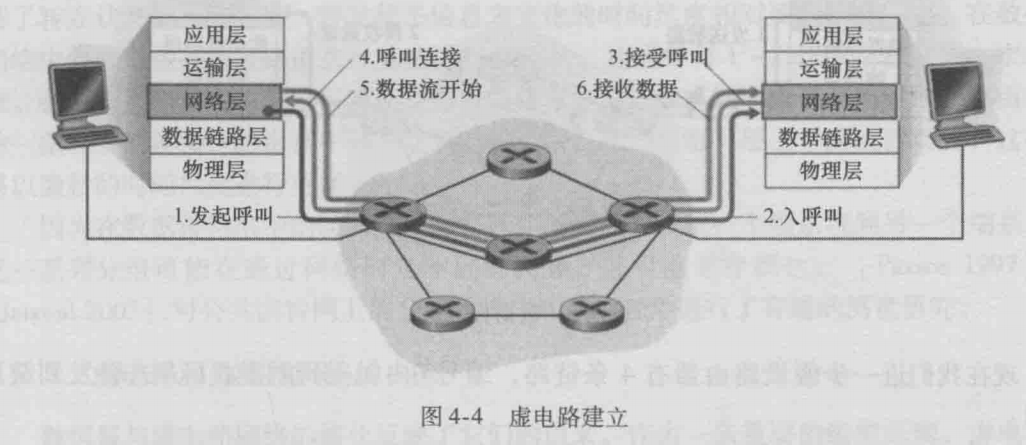 应用层
运输层
网络层
数据链路层
物理层
4.呼叫连接
5.数据流开始
3.接受呼叫
6.接收数据
应用层
运输层
网络层
数据链路层
物理层
1.发起呼叫
2.入呼叫
图 4-4 虚电路建立